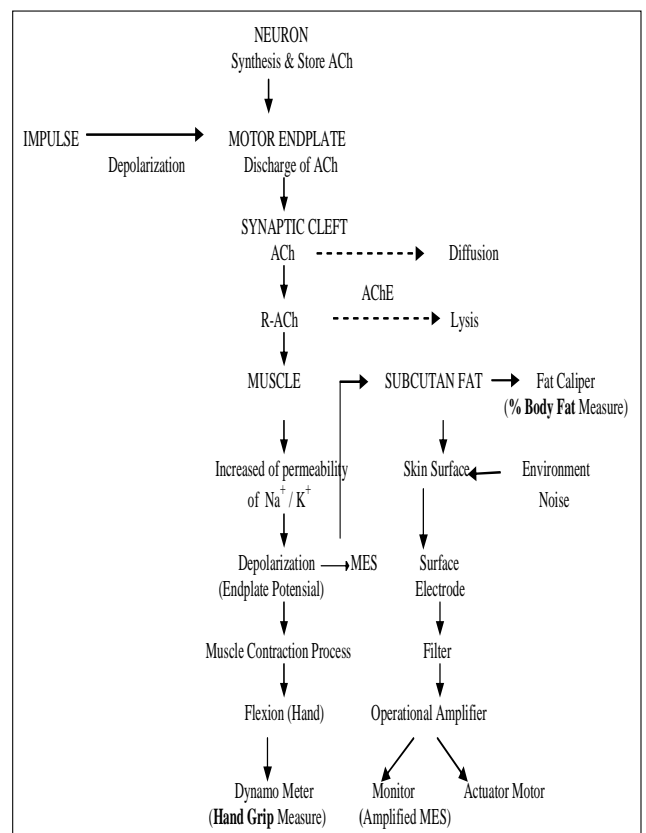 NEURON
Synthesis & Store ACh
IMPULSE
Depolarization
MOTOR ENDPLATE
Discharge of ACh
SYNAPTIC CLEFT
ACh
Diffusion
AChE
R-ACh
Lysis
MUSCLE
SUBCUTAN FAT
Fat Caliper
(% Body Fat Measure)
Increased of permeability
of Na+ / K+
Skin Surface
Environment
Noise
Depolarization
(Endplate Potensial)
MES
Surface
Electrode
Muscle Contraction Process
Filter
Flexion (Hand)
Operational Amplifier
Dynamo Meter
(Hand Grip Measure)
Monitor
(Amplified MES)
Actuator Motor